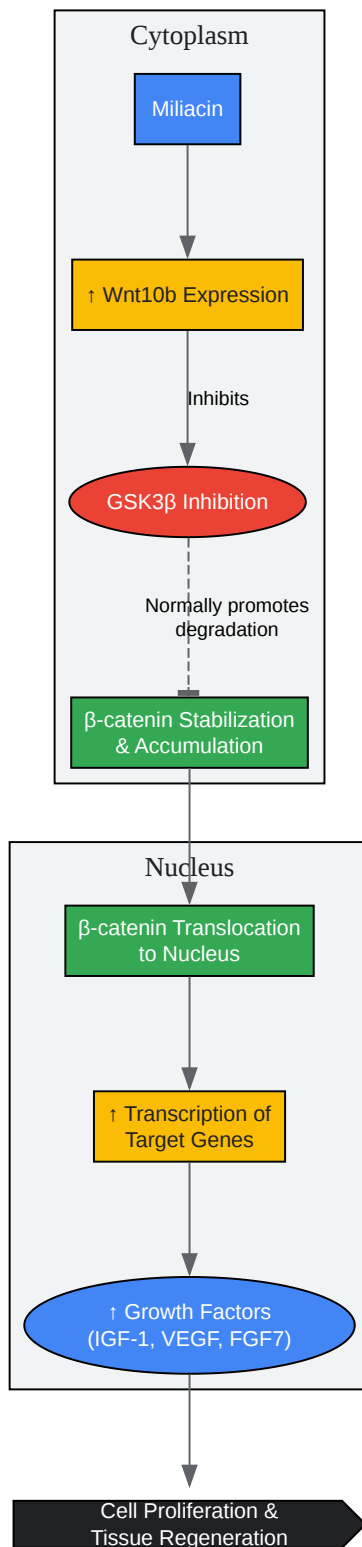 Cytoplasm
Miliacin
↑ Wnt10b Expression
Inhibits
GSK3β Inhibition
Normally promotes
degradation
β-catenin Stabilization
& Accumulation
Nucleus
β-catenin Translocation
to Nucleus
↑ Transcription of
Target Genes
↑ Growth Factors
(IGF-1, VEGF, FGF7)
Cell Proliferation &
Tissue Regeneration